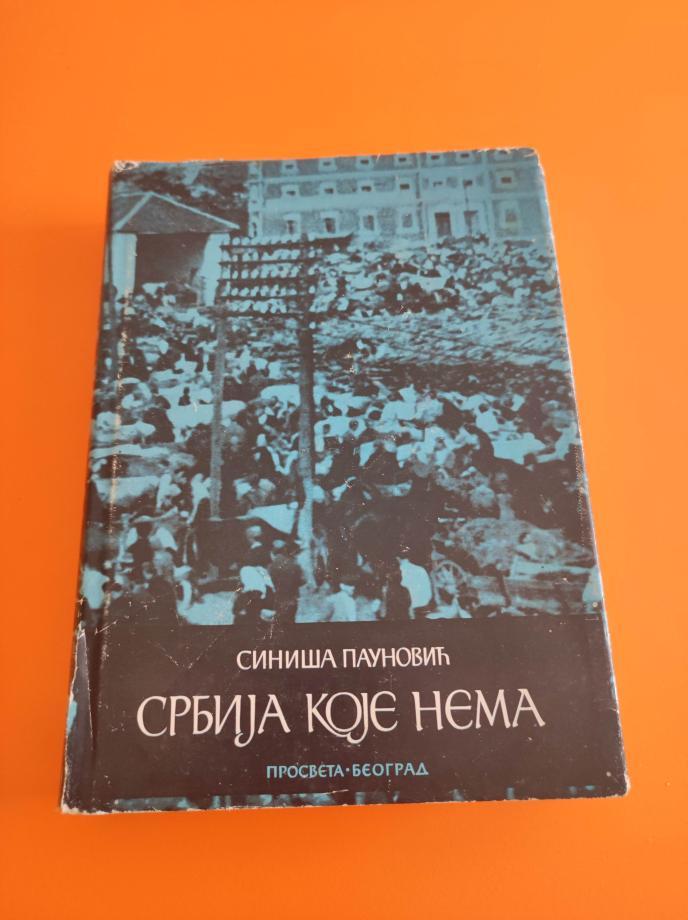 СИНИША ПАУНОВИЋ
СРБИЈА КОЈЕ НЕМА
ПРОСВЕТА · БЕОГРАД